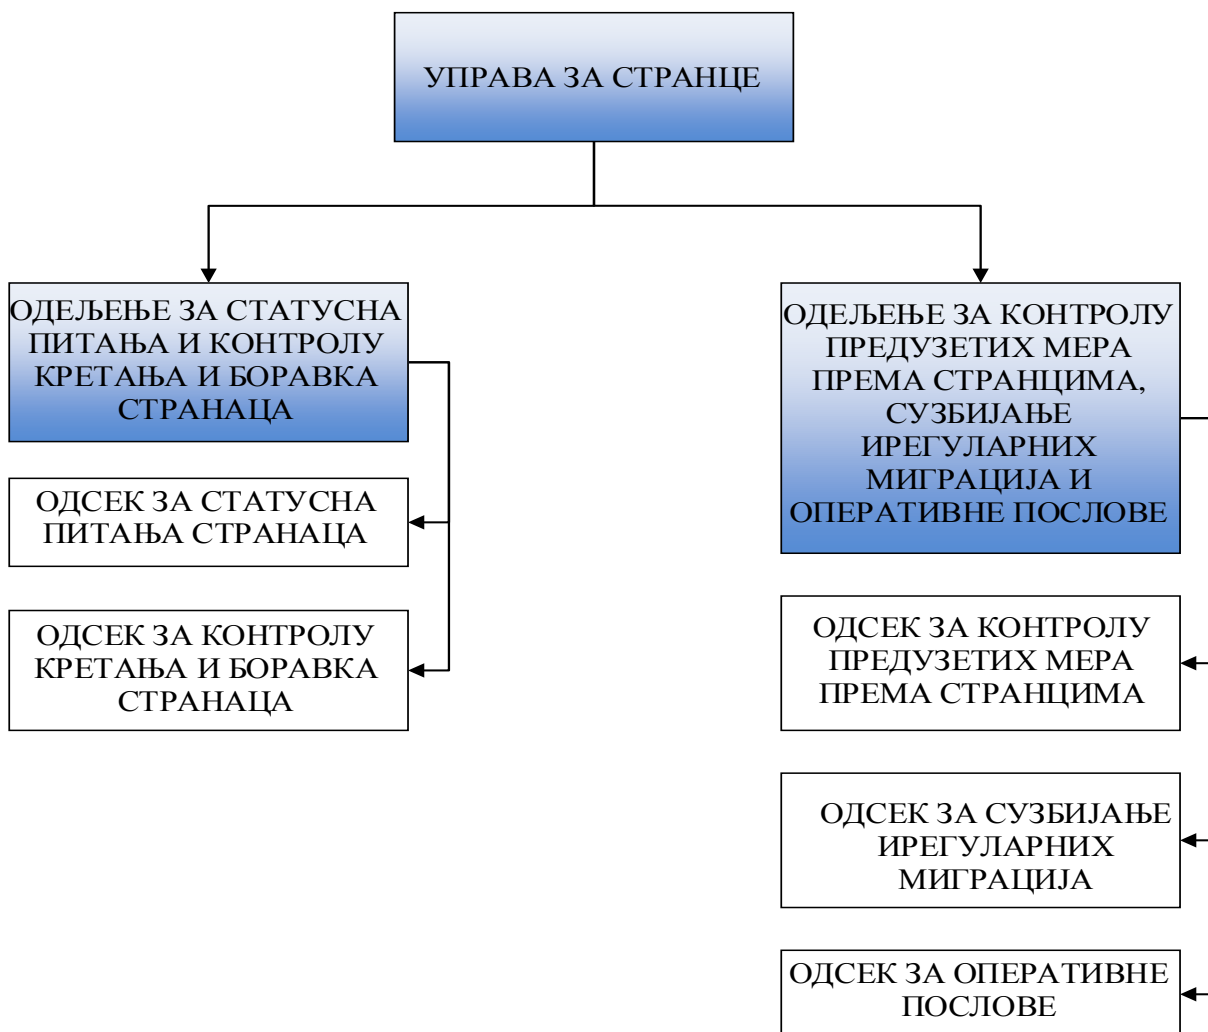 УПРАВА ЗА СТРАНЦЕ
ОДЕЉЕЊЕ ЗА СТАТУСНА
ПИТАЊА И КОНТРОЛУ
КРЕТАЊА И БОРАВКА
СТРАНАЦА
ОДСЕК ЗА СТАТУСНА
ПИТАЊА СТРАНАЦА
ОДСЕК ЗА КОНТРОЛУ
КРЕТАЊА И БОРАВКА
СТРАНАЦА
ОДЕЉЕЊЕ ЗА КОНТРОЛУ
ПРЕДУЗЕТИХ МЕРА
ПРЕМА СТРАНЦИМА,
СУЗБИЈАЊЕ
ИРЕГУЛАРНИХ
МИГРАЦИЈА И
ОПЕРАТИВНЕ ПОСЛОВЕ
ОДСЕК ЗА КОНТРОЛУ
ПРЕДУЗЕТИХ МЕРА
ПРЕМА СТРАНЦИМА
ОДСЕК ЗА СУЗБИЈАЊЕ
ИРЕГУЛАРНИХ
МИГРАЦИЈА
ОДСЕК ЗА ОПЕРАТИВНЕ
ПОСЛОВЕ